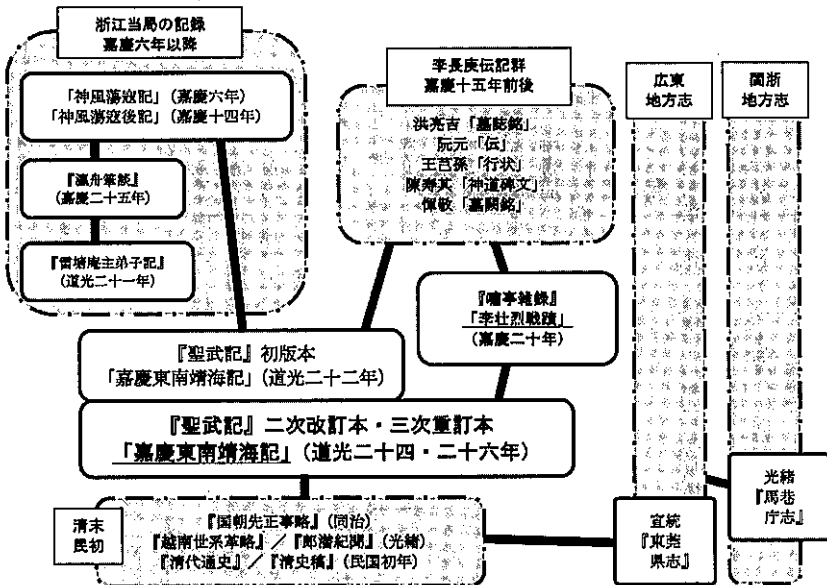 浙江当局の記録
嘉慶六年以降
「神風蕩寇記」(嘉慶六年)
「神風蕩寇後記」(嘉慶十四年)
『瀛舟筆談』
(嘉慶二十五年)
『雷塘庵主弟子記』
(道光二十一年)
李長庚伝記群
嘉慶十五年前後
洪亮吉「墓誌銘」
阮元「伝」
王芑孫「行状」
陳寿祺「神道碑文」
惲敬「墓闕銘」
『嘯亭雑録』
「李壮烈戦蹟」
(嘉慶二十年)
『聖武記』初版本
「嘉慶東南靖海記」(道光二十二年)
『聖武記』二次改訂本・三次重訂本
「嘉慶東南靖海記」(道光二十四・二十六年)
清末
民初
『国朝先正事略』(同治)
『越南世系革略』/『郎潜紀聞』(光緒)
『清代通史』/『清史稿』(民国初年)
広東
地方志
閩浙
地方志
宣統
『東莞
県志』
光緒
『馬巷
庁志』